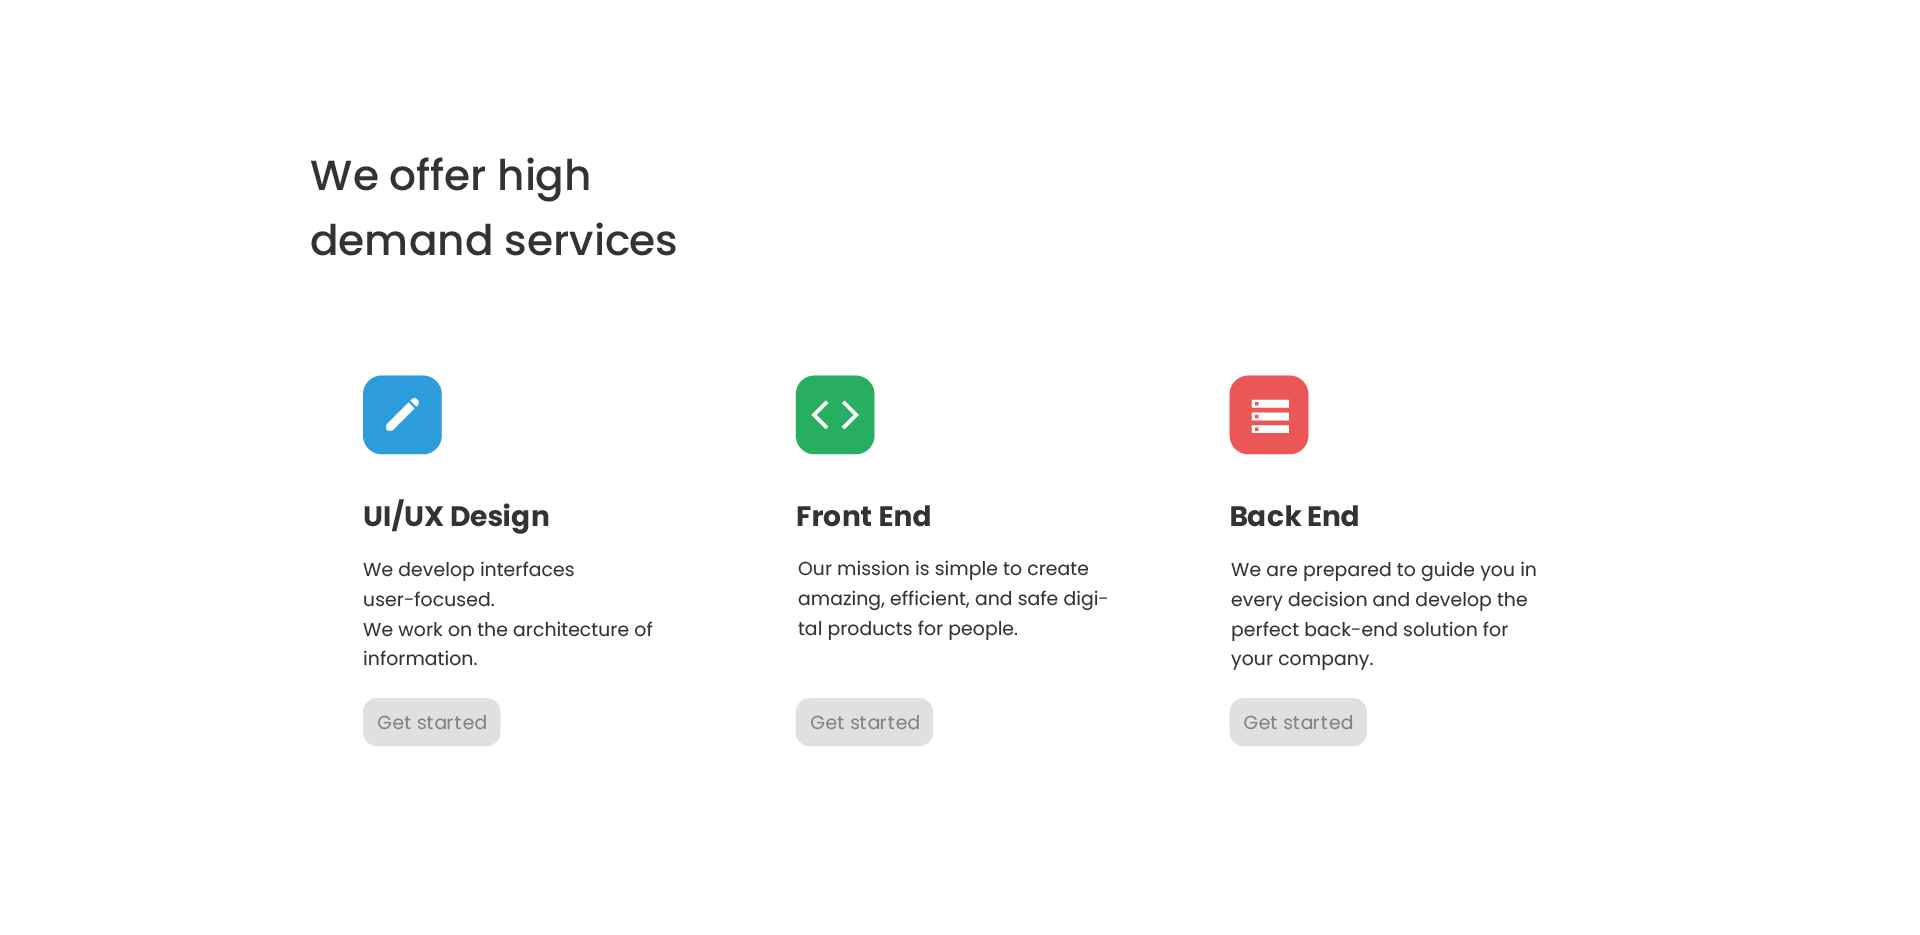 We offer high
demand services
UI/UX Design
We develop interfaces
user-focused.
We work on the architecture of
information.
Get started
Front End
Our mission is simple to create
amazing, efficient, and safe digi-
tal products for people.
Get started
Back End
We are prepared to guide you in
every decision and develop the
perfect back-end solution for
your company.
Get started